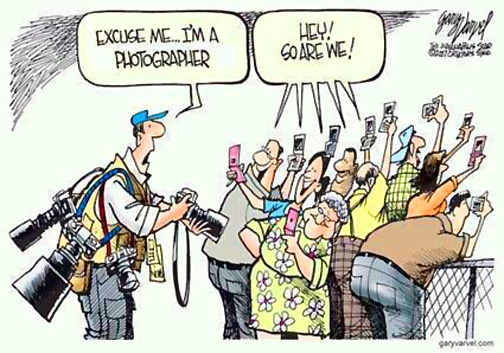 EXCUSE ME...I'M A
PHOTOGRAPHER
HEY!
SO ARE WE!
garyvarvel.com